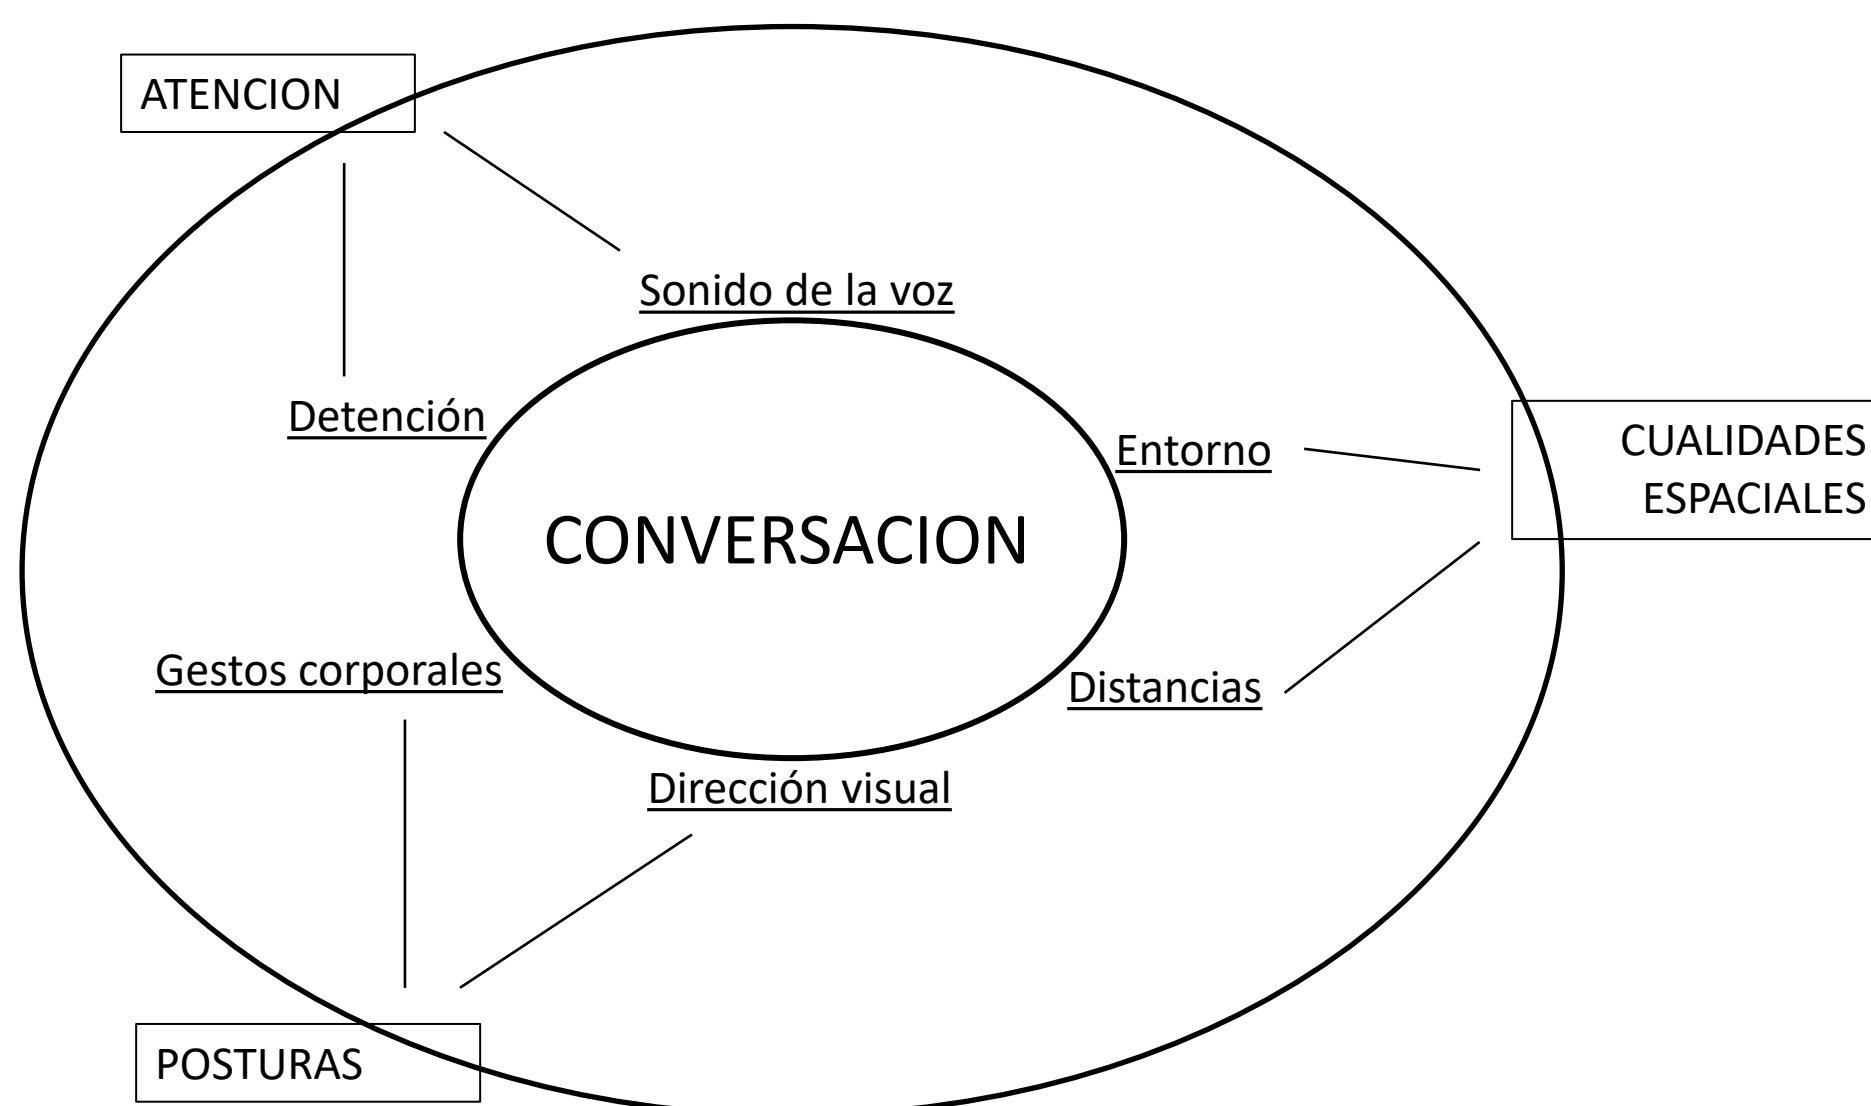 ATENCION
Sonido de la voz
Detención
Entorno
CUALIDADES
ESPACIALES
CONVERSACION
Gestos corporales
Distancias
Dirección visual
POSTURAS